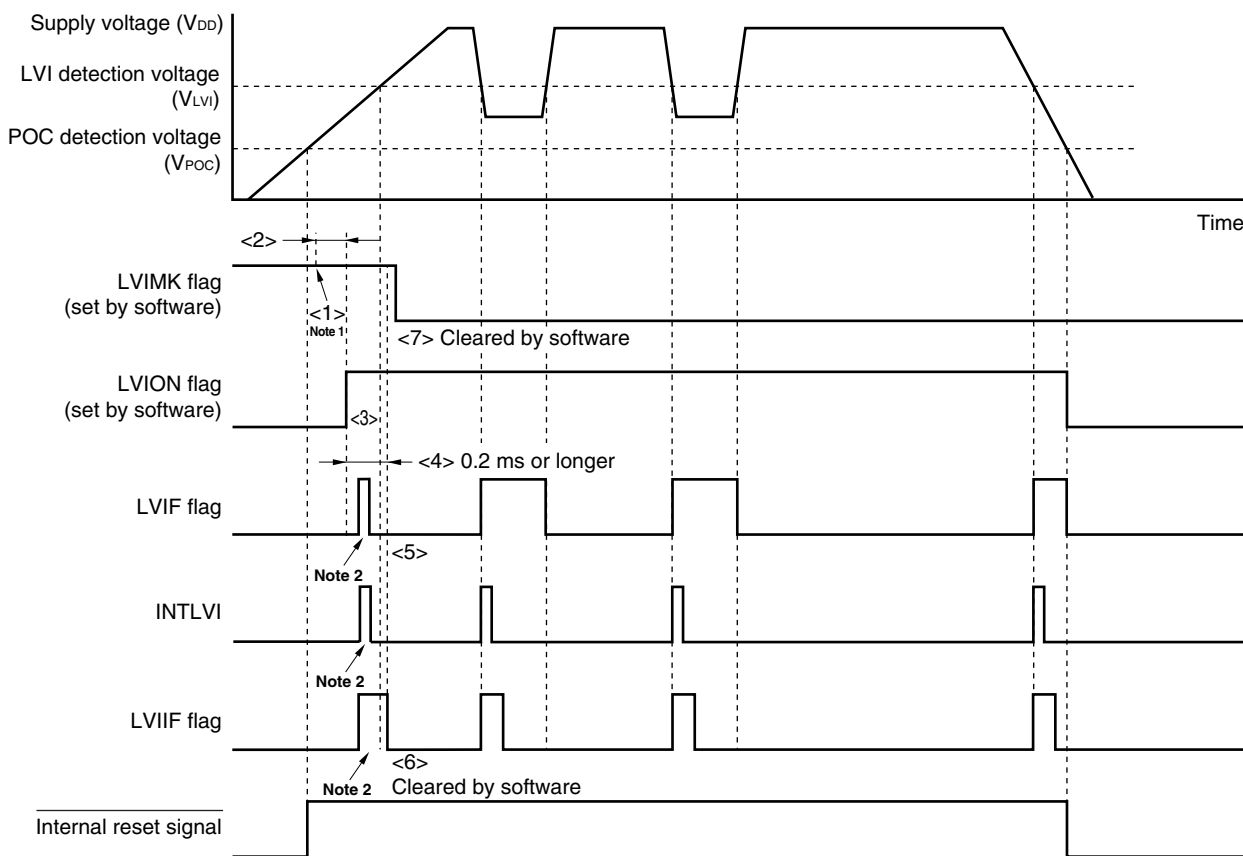 Supply voltage (VDD)
LVI detection voltage
(VLVI)
POC detection voltage
(VPOC)
Time
<2>
LVIMK flag
(set by software)
<1>
Note 1
<7> Cleared by software
LVION flag
(set by software)
<3>
<4> 0.2 ms or longer
LVIF flag
<5>
Note 2
INTLVI
Note 2
LVIIF flag
<6>
Note 2
Cleared by software
Internal reset signal